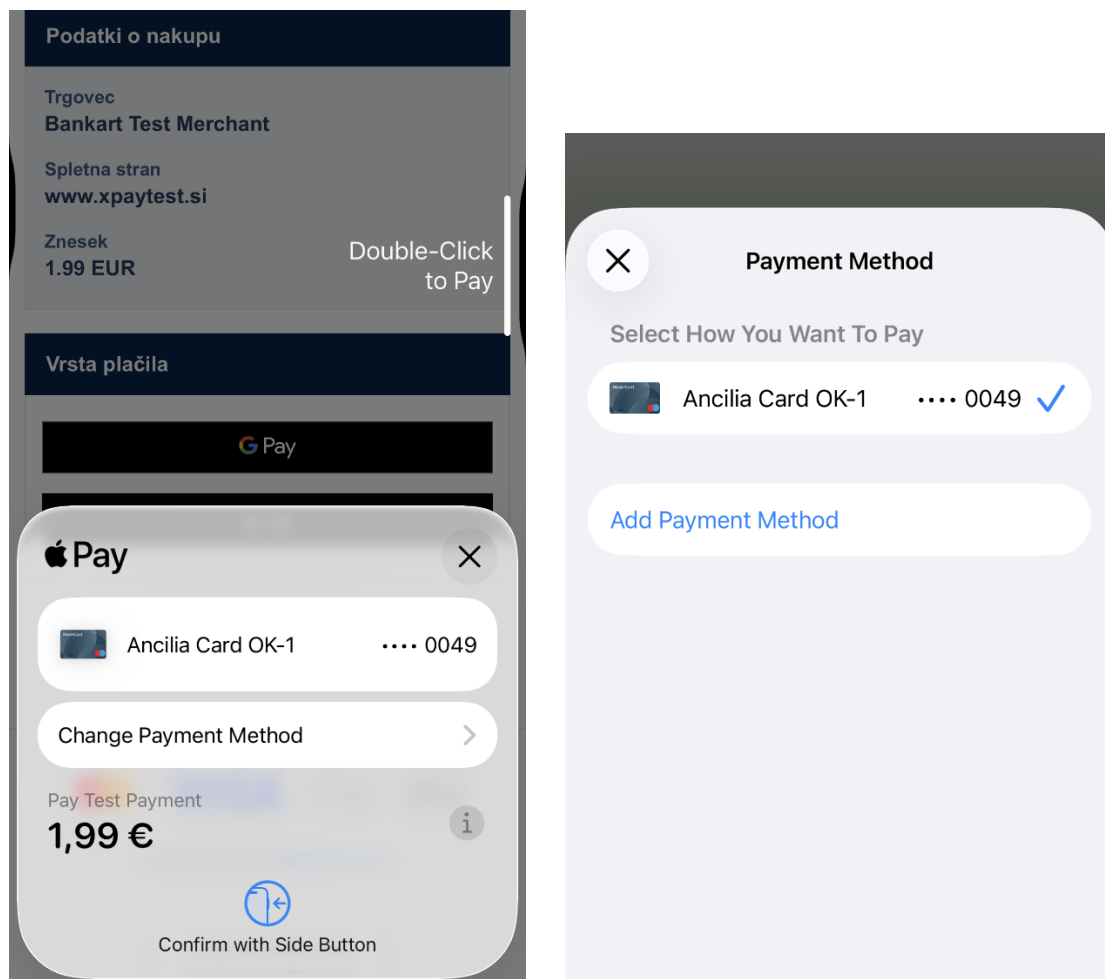 Podatki o nakupu
Trgovec
Bankart Test Merchant
Spletna stran
www.xpaytest.si
Znesek
1.99 EUR
Double-Click
to Pay
Vrsta plačila
G Pay
Pay
Ancilia Card OK-1 •••• 0049
Change Payment Method
Pay Test Payment
1,99 €
Confirm with Side Button
Payment Method
Select How You Want To Pay
MasterCard
Ancilia Card OK-1 •••• 0049
Add Payment Method